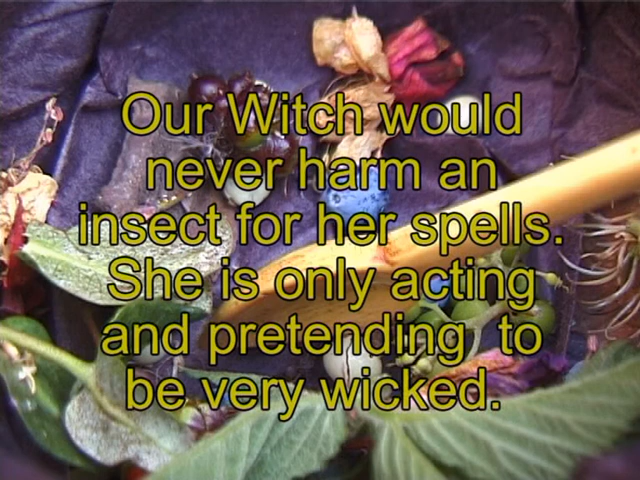 Our Witch would
never harm an
insect for her spells.
She is only acting
and pretending to
be very wicked.